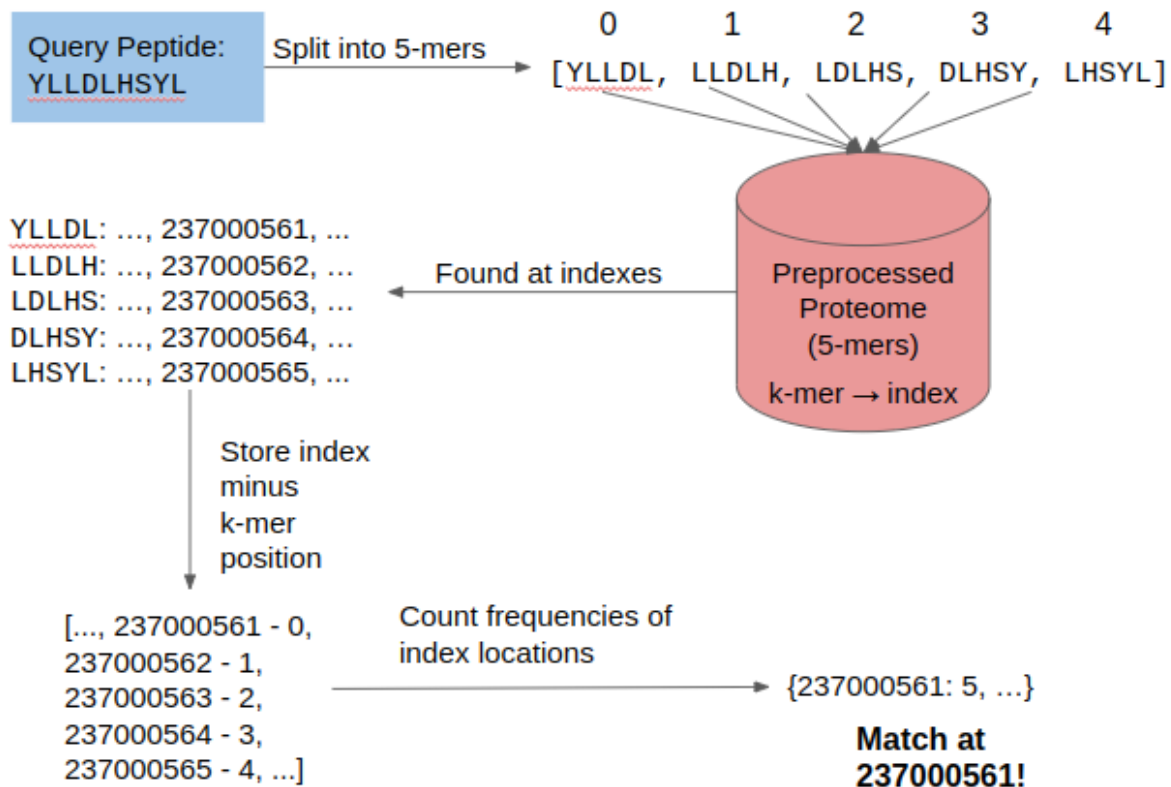 Query Peptide:
YLLDLHSYL
Split into 5-mers
0 1 2 3 4
[YLLDL, LLDLH, LDLHS, DLHSY, LHSYL]
Preprocessed
Proteome
(5-mers)
k-mer → index
Found at indexes
YLLDL: ..., 237000561, ...
LLDLH: ..., 237000562, ...
LDLHS: ..., 237000563, ...
DLHSY: ..., 237000564, ...
LHSYL: ..., 237000565, ...
Store index
minus
k-mer
position
[..., 237000561 - 0,
237000562 - 1,
237000563 - 2,
237000564 - 3,
237000565 - 4, ...]
Count frequencies of
index locations
{237000561: 5, ...}
Match at
237000561!